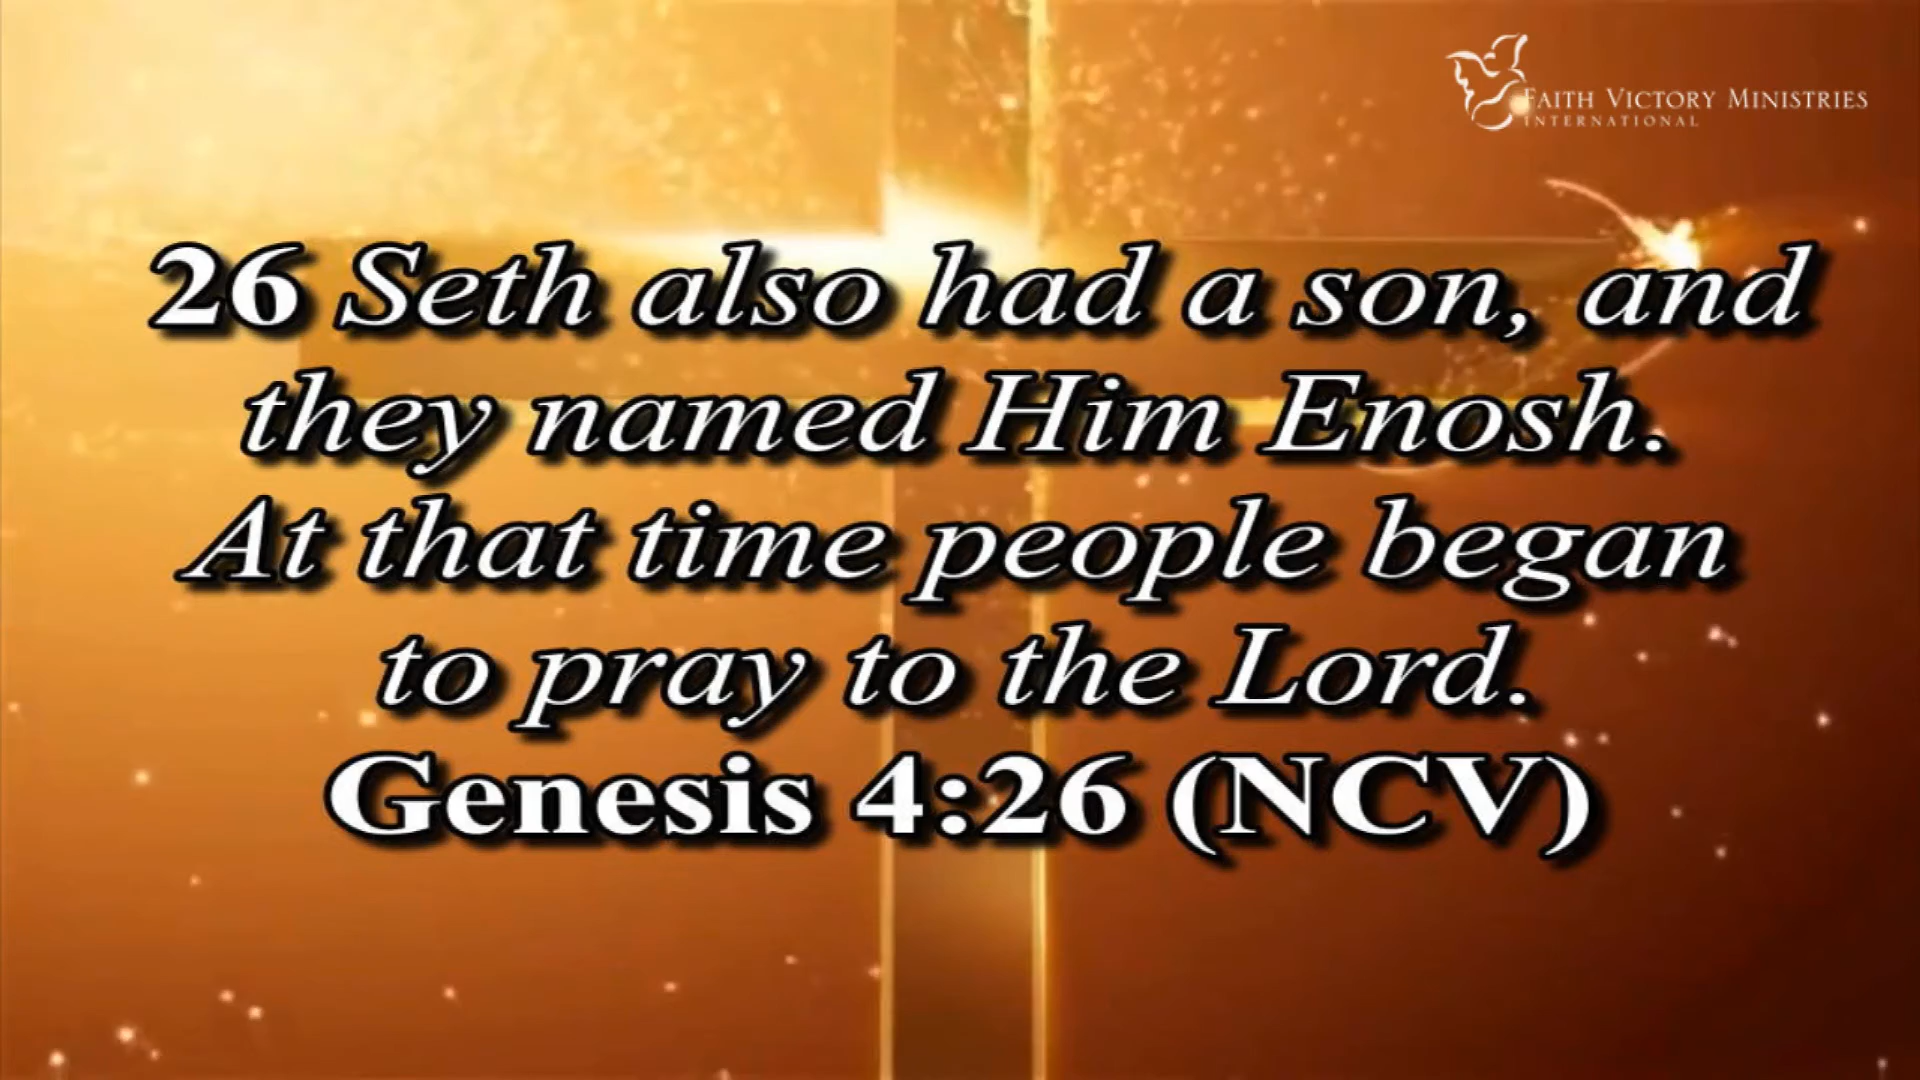 FAITH VICTORY MINISTRIES
INTERNATIONAL
26 Seth also had a son, and
they named Him Enosh.
At that time people began
to pray to the Lord.
Genesis 4:26 (NCV)